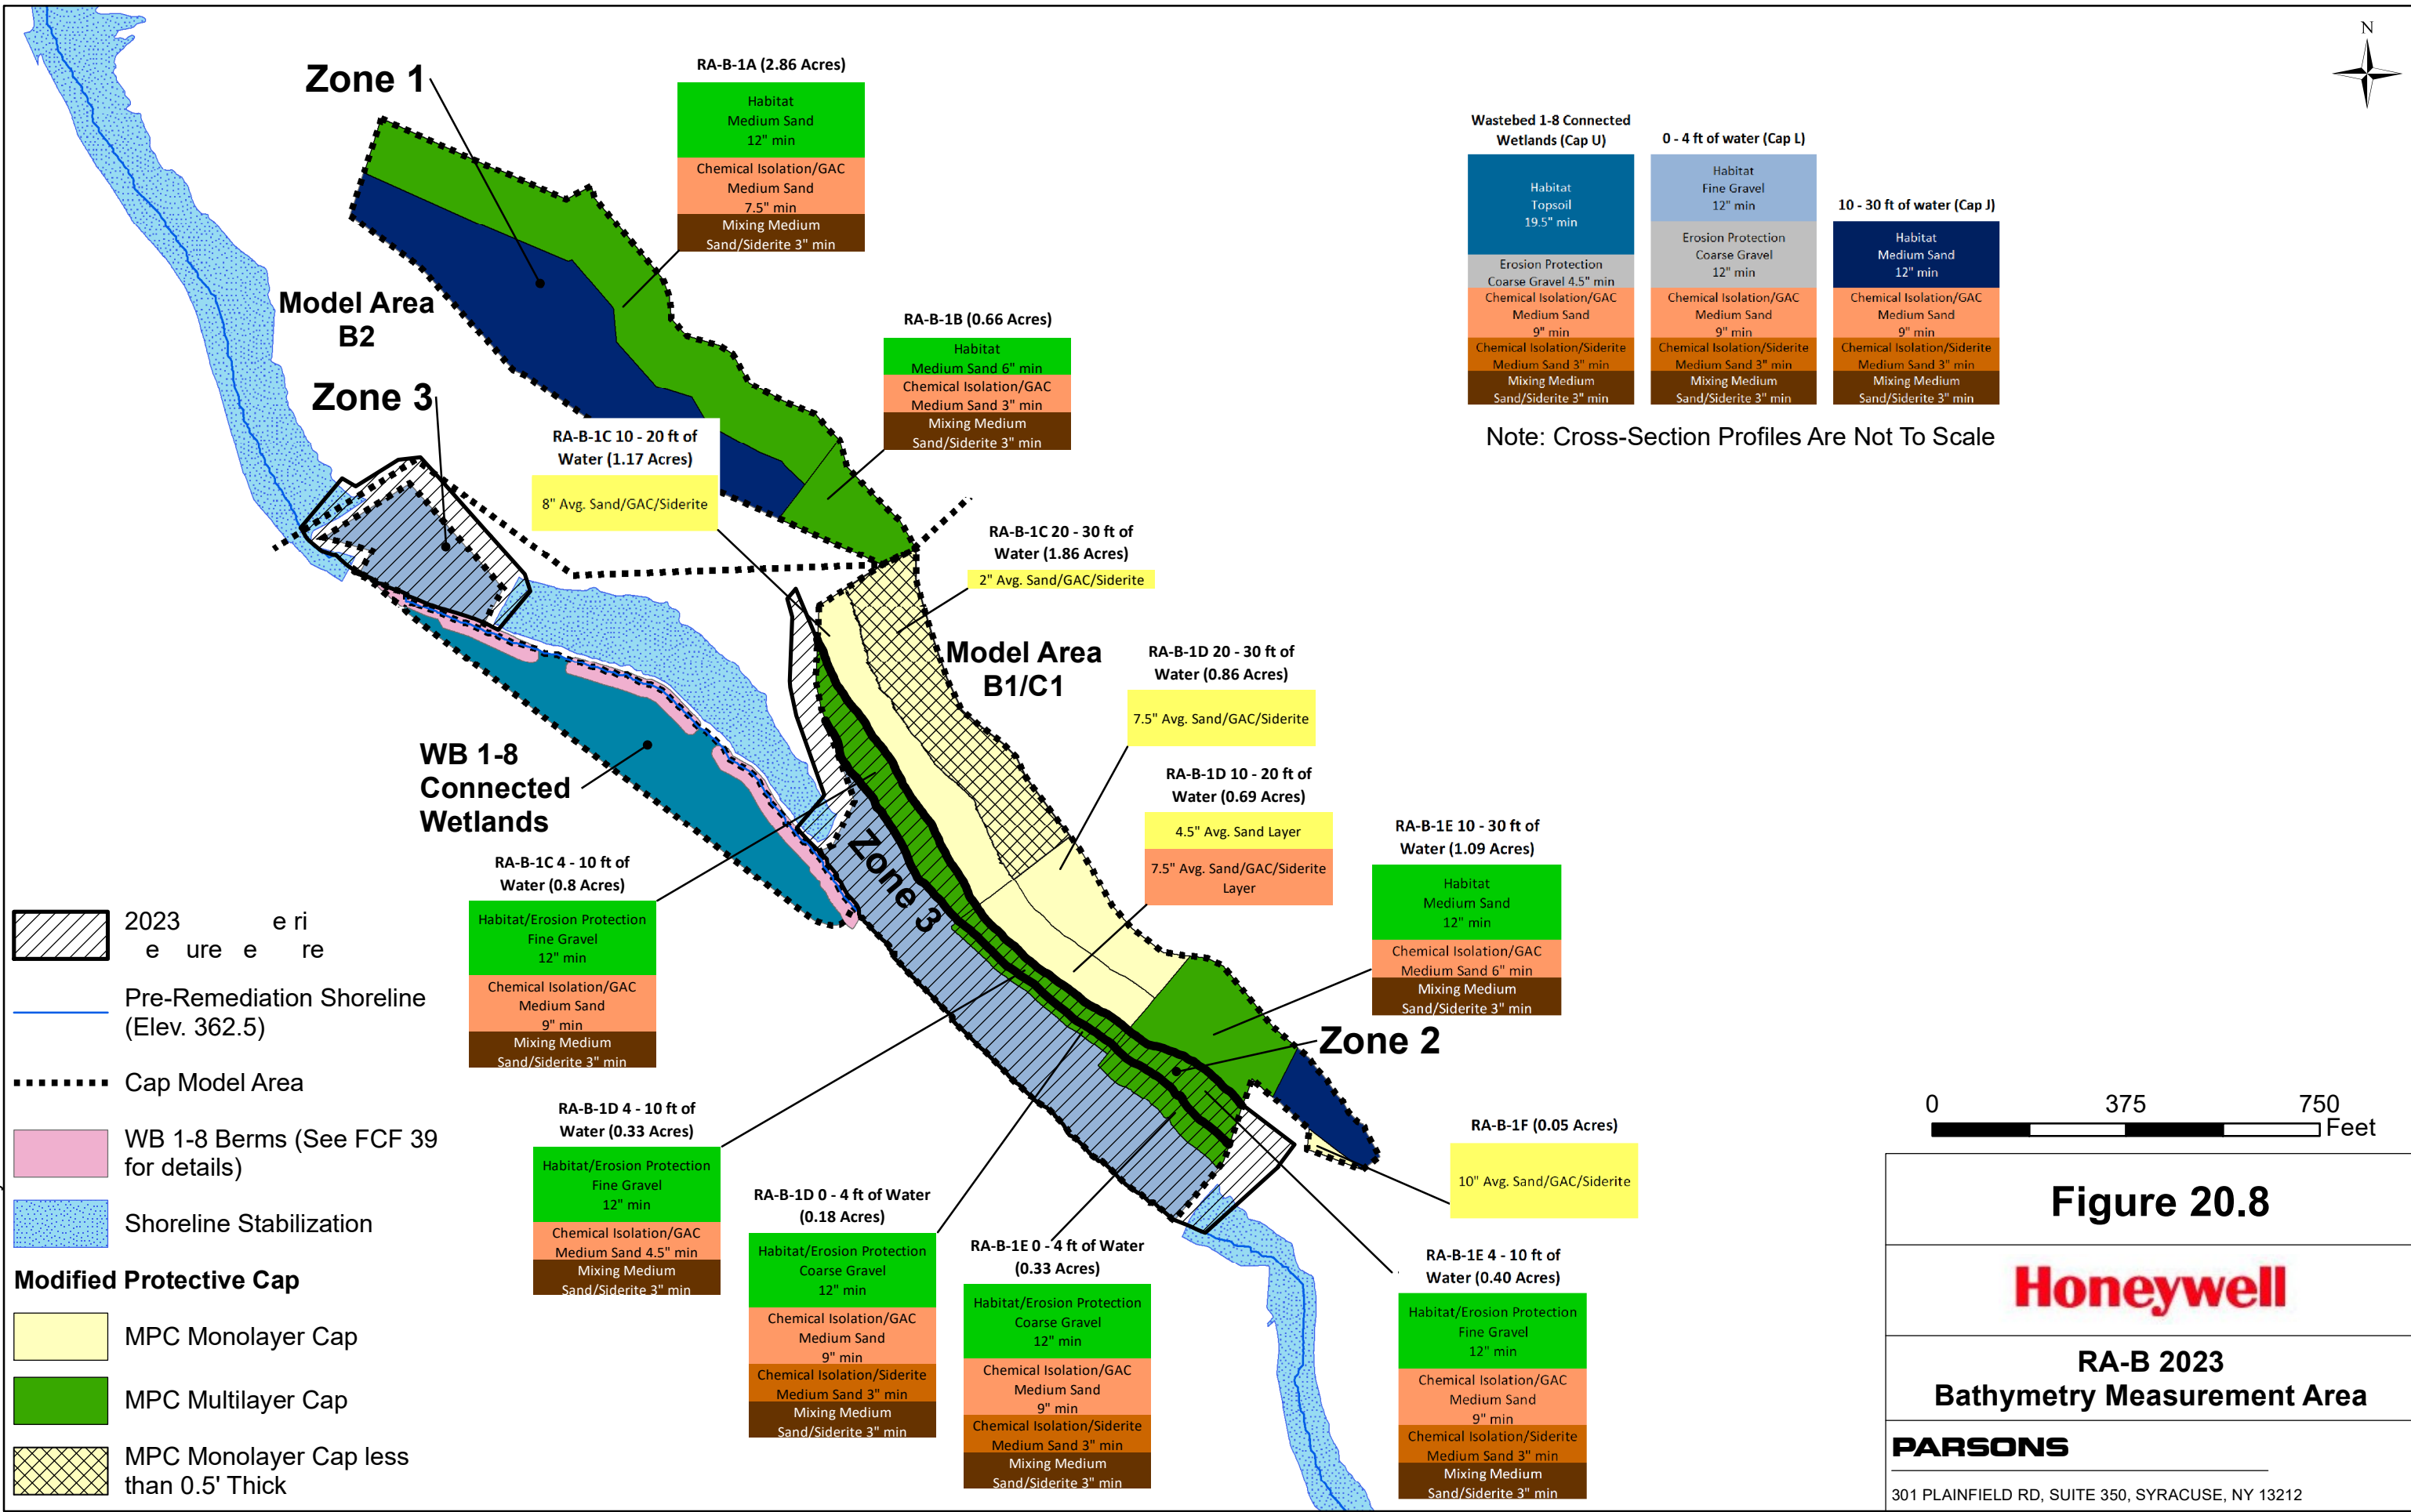 Zone 1
RA-B-1A (2.86 Acres)
Habitat
Medium Sand
12" min
Chemical Isolation/GAC
Medium Sand
7.5" min
Mixing Medium
Sand/Siderite 3" min
N
Wastebed 1-8 Connected
Wetlands (Cap U)
Habitat
Topsoil
19.5" min
Erosion Protection
Coarse Gravel 4.5" min
Chemical Isolation/GAC
Medium Sand
9" min
Chemical Isolation/Siderite
Medium Sand 3" min
Mixing Medium
Sand/Siderite 3" min
0 - 4 ft of water (Cap L)
Habitat
Fine Gravel
12" min
Erosion Protection
Coarse Gravel
12" min
Chemical Isolation/GAC
Medium Sand
9" min
Chemical Isolation/Siderite
Medium Sand 3" min
Mixing Medium
Sand/Siderite 3" min
10 - 30 ft of water (Cap J)
Habitat
Medium Sand
12" min
Chemical Isolation/GAC
Medium Sand
9" min
Chemical Isolation/Siderite
Medium Sand 3" min
Mixing Medium
Sand/Siderite 3" min
Note: Cross-Section Profiles Are Not To Scale
Model Area
B2
RA-B-1B (0.66 Acres)
Habitat
Medium Sand 6" min
Chemical Isolation/GAC
Medium Sand 3" min
Mixing Medium
Sand/Siderite 3" min
Zone 3
RA-B-1C 10 - 20 ft of
Water (1.17 Acres)
8" Avg. Sand/GAC/Siderite
RA-B-1C 20 - 30 ft of
Water (1.86 Acres)
2" Avg. Sand/GAC/Siderite
Model Area
B1/C1
RA-B-1D 20 - 30 ft of
Water (0.86 Acres)
7.5" Avg. Sand/GAC/Siderite
RA-B-1D 10 - 20 ft of
Water (0.69 Acres)
4.5" Avg. Sand Layer
7.5" Avg. Sand/GAC/Siderite
Layer
WB 1-8
Connected
Wetlands
Zone 3
RA-B-1E 10 - 30 ft of
Water (1.09 Acres)
Habitat
Medium Sand
12" min
Chemical Isolation/GAC
Medium Sand 6" min
Mixing Medium
Sand/Siderite 3" min
Zone 2
RA-B-1C 4 - 10 ft of
Water (0.8 Acres)
Habitat/Erosion Protection
Fine Gravel
12" min
Chemical Isolation/GAC
Medium Sand
9" min
Mixing Medium
Sand/Siderite 3" min
RA-B-1D 4 - 10 ft of
Water (0.33 Acres)
Habitat/Erosion Protection
Fine Gravel
12" min
Chemical Isolation/GAC
Medium Sand 4.5" min
Mixing Medium
Sand/Siderite 3" min
RA-B-1D 0 - 4 ft of Water
(0.18 Acres)
Habitat/Erosion Protection
Coarse Gravel
12" min
Chemical Isolation/GAC
Medium Sand
9" min
Chemical Isolation/Siderite
Medium Sand 3" min
Mixing Medium
Sand/Siderite 3" min
RA-B-1E 0 - 4 ft of Water
(0.33 Acres)
Habitat/Erosion Protection
Coarse Gravel
12" min
Chemical Isolation/GAC
Medium Sand
9" min
Chemical Isolation/Siderite
Medium Sand 3" min
Mixing Medium
Sand/Siderite 3" min
RA-B-1F (0.05 Acres)
10" Avg. Sand/GAC/Siderite
RA-B-1E 4 - 10 ft of
Water (0.40 Acres)
Habitat/Erosion Protection
Fine Gravel
12" min
Chemical Isolation/GAC
Medium Sand
9" min
Chemical Isolation/Siderite
Medium Sand 3" min
Mixing Medium
Sand/Siderite 3" min
2023 e ri
e ure e re
Pre-Remediation Shoreline
(Elev. 362.5)
Cap Model Area
WB 1-8 Berms (See FCF 39
for details)
Shoreline Stabilization
Modified Protective Cap
MPC Monolayer Cap
MPC Multilayer Cap
MPC Monolayer Cap less
than 0.5' Thick
0 375 750
Feet
Figure 20.8
Honeywell
RA-B 2023
Bathymetry Measurement Area
PARSONS
301 PLAINFIELD RD, SUITE 350, SYRACUSE, NY 13212